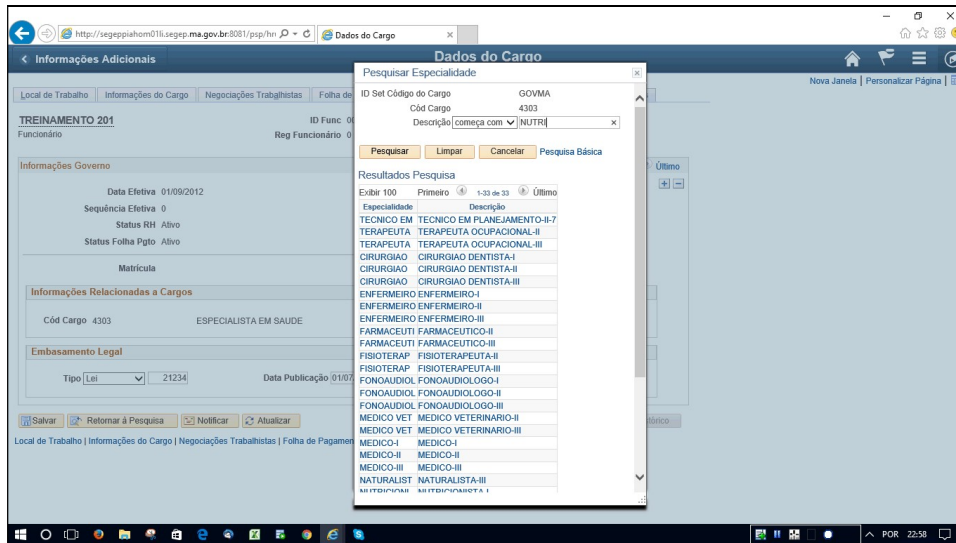 http://segeppiahom01li.segep.ma.gov.br:8081/psp/hr
Dados do Cargo
Informações Adicionais
Dados do Cargo
Nova Janela | Personalizar Página |
Local de Trabalho
Informações do Cargo
Negociações Trabalhistas
Folha de
TREINAMENTO 201
ID Func
Funcionário
Reg Funcionário
Informações Governo
Último
Data Efetiva 01/09/2012
Sequência Efetiva 0
Status RH Ativo
Status Folha Pgto Ativo
Matrícula
Informações Relacionadas a Cargos
Cód Cargo 4303 ESPECIALISTA EM SAUDE
Embasamento Legal
Tipo Lei 21234 Data Publicação 01/07
Salvar Retornar à Pesquisa Notificar Atualizar
Local de Trabalho | Informações do Cargo | Negociações Trabalhistas | Folha de Pagamen
Pesquisar Especialidade
ID Set Código do Cargo GOVMA
Cód Cargo 4303
Descrição começa com NUTRI
Pesquisar Limpar Cancelar Pesquisa Básica
Resultados Pesquisa
Exibir 100 Primeiro 1-33 de 33 Último
Especialidade Descrição
TECNICO EM TECNICO EM PLANEJAMENTO-II-7
TERAPEUTA TERAPEUTA OCUPACIONAL-II
TERAPEUTA TERAPEUTA OCUPACIONAL-III
CIRURGIAO CIRURGIAO DENTISTA-I
CIRURGIAO CIRURGIAO DENTISTA-II
CIRURGIAO CIRURGIAO DENTISTA-III
ENFERMEIRO ENFERMEIRO-I
ENFERMEIRO ENFERMEIRO-II
ENFERMEIRO ENFERMEIRO-III
FARMACEUTI FARMACEUTICO-II
FARMACEUTI FARMACEUTICO-III
FISIOTERAP FISIOTERAPEUTA-II
FISIOTERAP FISIOTERAPEUTA-III
FONOAUDIOL FONOAUDIOLOGO-I
FONOAUDIOL FONOAUDIOLOGO-II
FONOAUDIOL FONOAUDIOLOGO-III
MEDICO VET MEDICO VETERINARIO-II
MEDICO VET MEDICO VETERINARIO-III
MEDICO-I MEDICO-I
MEDICO-II MEDICO-II
MEDICO-III MEDICO-III
NATURALIST NATURALISTA-III
NUTRICIONI NUTRICIONISTA-I
tórico
POR 22:58